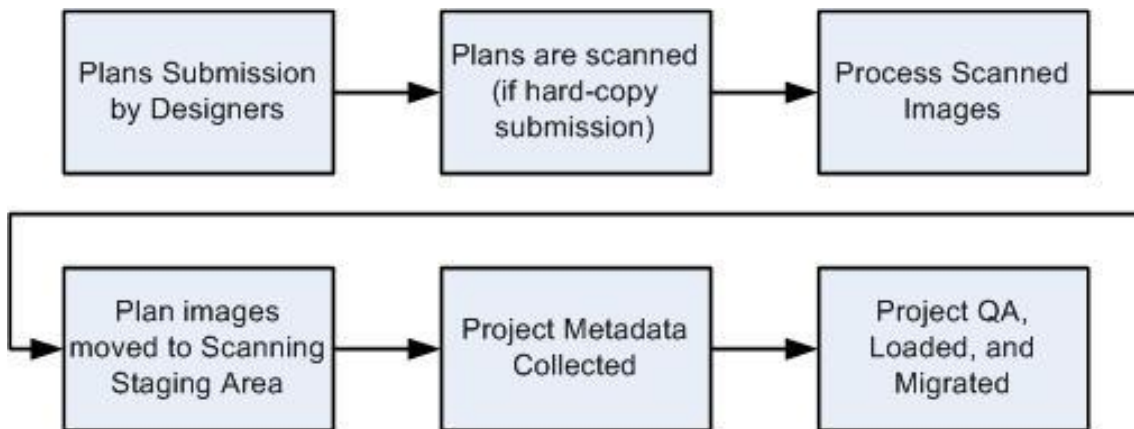 Plans Submission
by Designers
Plans are scanned
(if hard-copy
submission)
Process Scanned
Images
Plan images
moved to Scanning
Staging Area
Project Metadata
Collected
Project QA,
Loaded, and
Migrated